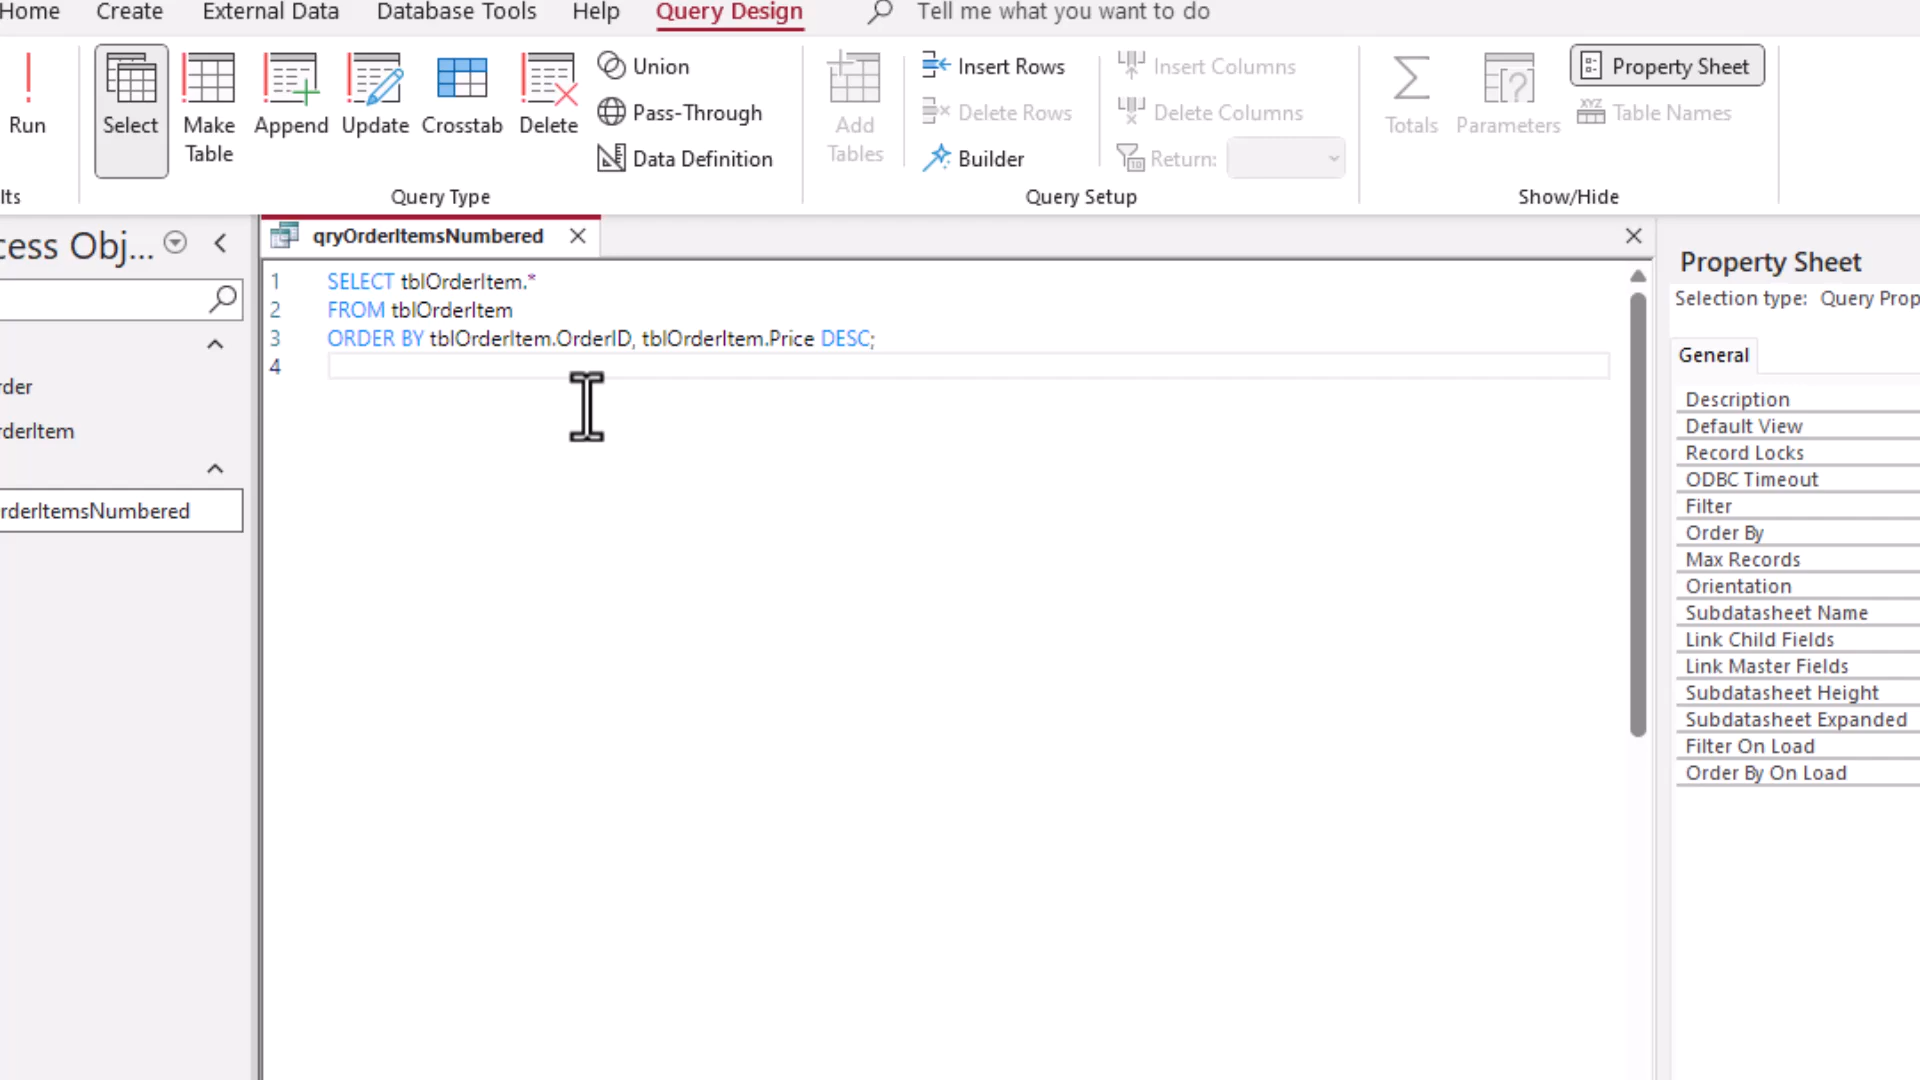 Home Create External Data Database Tools Help Query Design Tell me what you want to do
Run
Select
Make Table
Append
Update
Crosstab
Delete
Union
Pass-Through
Data Definition
Query Type
Add Tables
Insert Rows
Delete Rows
Builder
Insert Columns
Delete Columns
Return:
Query Setup
Totals
Parameters
Property Sheet
XYZ
Table Names
Show/Hide
lts
cess Obj...
rder
rderItem
rderItemsNumbered
qryOrderItemsNumbered
1 SELECT tblOrderItem.*
2 FROM tblOrderItem
3 ORDER BY tblOrderItem.OrderID, tblOrderItem.Price DESC;
4
Property Sheet
Selection type: Query Prop
General
Description
Default View
Record Locks
ODBC Timeout
Filter
Order By
Max Records
Orientation
Subdatasheet Name
Link Child Fields
Link Master Fields
Subdatasheet Height
Subdatasheet Expanded
Filter On Load
Order By On Load